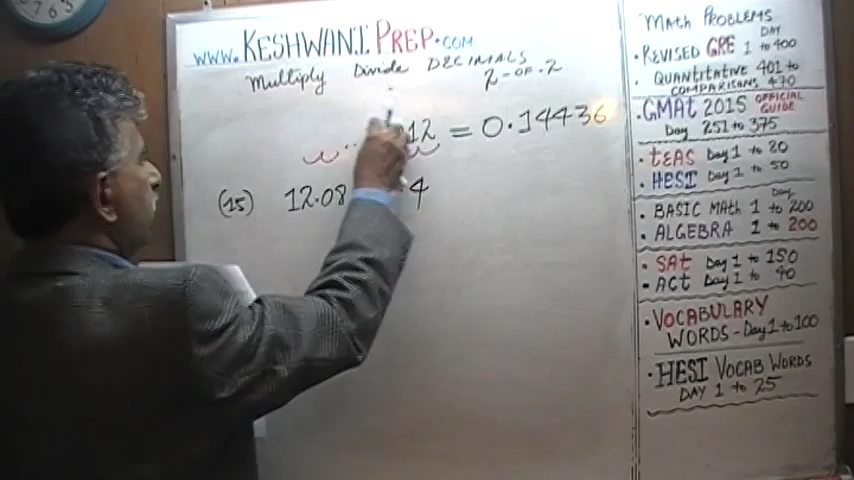 www.KESHWANIPREP.COM
Multiply Divide DECIMALS
2-OF-2
12 = 0.14436
(15) 12.08 4
MATH PROBLEMS
• REVISED GRE DAY 1 to 400
• QUANTITATIVE 401 to
COMPARISONS 470
• GMAT 2015 OFFICIAL GUIDE
Day 251 to 375
• TEAS Day 1 to 20
• HESI Day 1 to 50
Day
• BASIC MATH 1 to 200
• ALGEBRA 1 to 200
• SAT Day 1 to 150
• ACT Day 1 to 40
• VOCABULARY
WORDS - Day 1 to 100
• HESI VOCAB WORDS
DAY 1 to 25